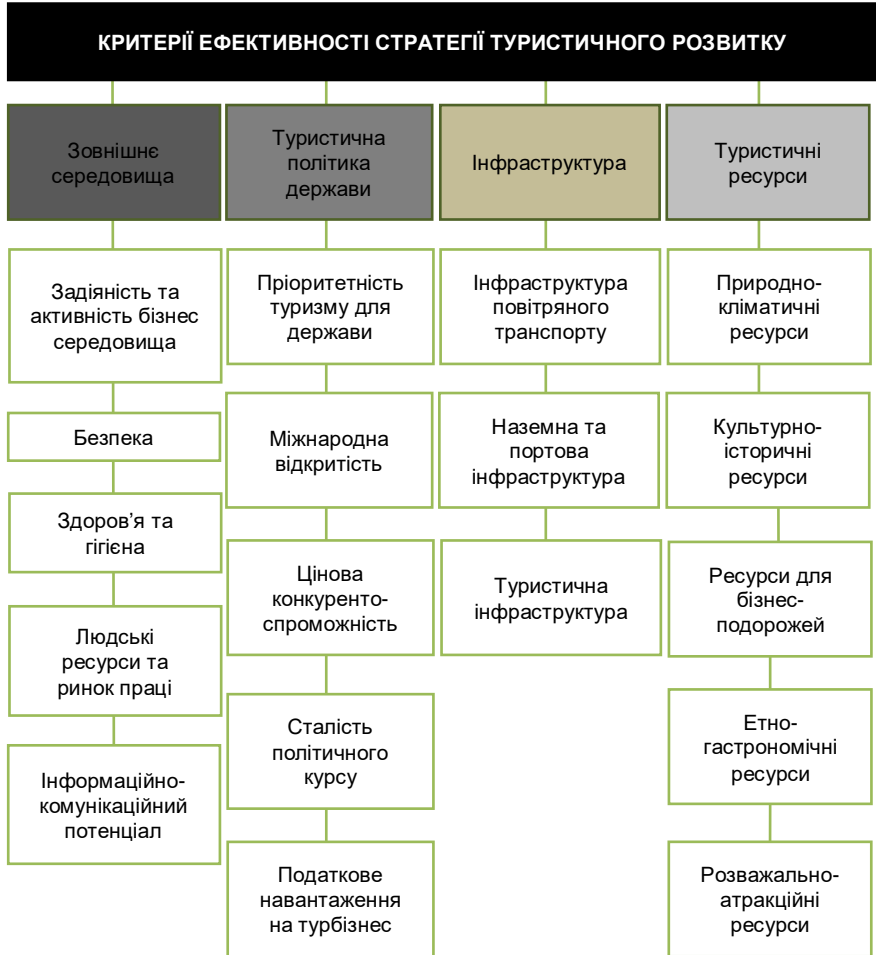 КРИТЕРІЇ ЕФЕКТИВНОСТІ СТРАТЕГІЇ ТУРИСТИЧНОГО РОЗВИТКУ
Зовнішнє
середовища
Задіяність та
активність бізнес
середовища
Безпека
Здоров’я та
гігієна
Людські
ресурси та
ринок праці
Інформаційно-
комунікаційний
потенціал
Туристична
політика
держави
Пріоритетність
туризму для
держави
Міжнародна
відкритість
Цінова
конкуренто-
спроможність
Сталість
політичного
курсу
Податкове
навантаження
на турбізнес
Інфраструктура
Інфраструктура
повітряного
транспорту
Наземна та
портова
інфраструктура
Туристична
інфраструктура
Туристичні
ресурси
Природно-
кліматичні
ресурси
Культурно-
історичні
ресурси
Ресурси для
бізнес-
подорожей
Етно-
гастрономічні
ресурси
Розважально-
атракційні
ресурси